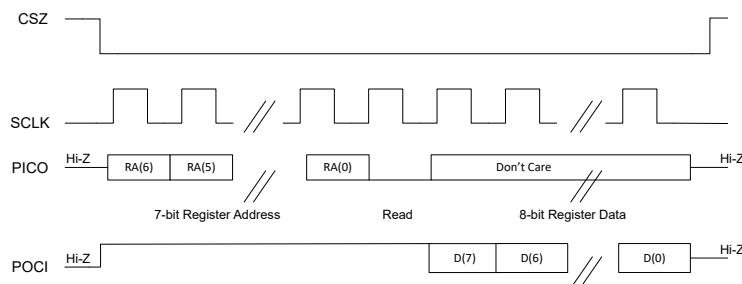 CSZ
SCLK
PICO
Hi-Z
RA(6)
RA(5)
RA(0)
Don't Care
Hi-Z
7-bit Register Address
Read
8-bit Register Data
POCI
Hi-Z
D(7)
D(6)
D(0)
Hi-Z